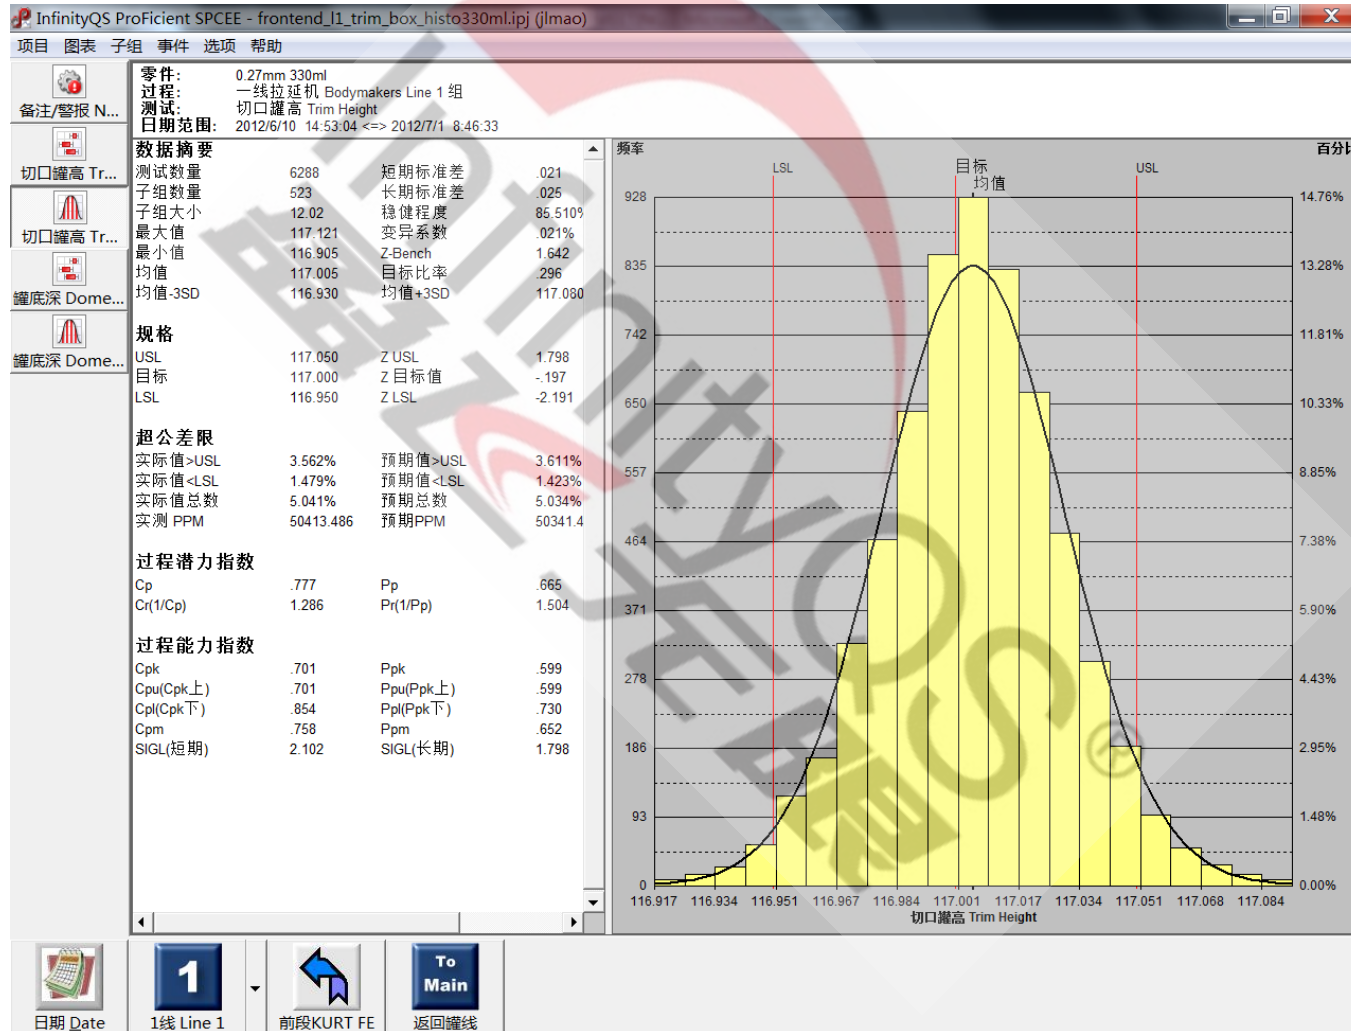 InfinityQS ProFicient SPCEE - frontend_l1_trim_box_histo330ml.ipj (jlmao)
项目 图表 子组 事件 选项 帮助
备注/警报 N...
切口罐高 Tr...
切口罐高 Tr...
罐底深 Dome...
罐底深 Dome...
零件: 0.27mm 330ml
过程: 一线拉延机 Bodymakers Line 1 组
测试: 切口罐高 Trim Height
日期范围: 2012/6/10 14:53:04 <=> 2012/7/1 8:46:33
数据摘要
测试数量 6288 短期标准差 .021
子组数量 523 长期标准差 .025
子组大小 12.02 稳健程度 85.510%
最大值 117.121 变异系数 .021%
最小值 116.905 Z-Bench 1.642
均值 117.005 目标比率 .296
均值-3SD 116.930 均值+3SD 117.080
规格
USL 117.050 Z USL 1.798
目标 117.000 Z 目标值 -.197
LSL 116.950 Z LSL -2.191
超公差限
实际值>USL 3.562% 预期值>USL 3.611%
实际值<LSL 1.479% 预期值<LSL 1.423%
实际值总数 5.041% 预期总数 5.034%
实测 PPM 50413.486 预期PPM 50341.4
过程潜力指数
Cp .777 Pp .665
Cr(1/Cp) 1.286 Pr(1/Pp) 1.504
过程能力指数
Cpk .701 Ppk .599
Cpu(Cpk上) .701 Ppu(Ppk上) .599
Cpl(Cpk下) .854 Ppl(Ppk下) .730
Cpm .758 Ppm .652
SIGL(短期) 2.102 SIGL(长期) 1.798
频率 百分比
LSL 目标 USL
均值
928 14.76%
835 13.28%
742 11.81%
650 10.33%
557 8.85%
464 7.38%
371 5.90%
278 4.43%
186 2.95%
93 1.48%
0 0.00%
116.917 116.934 116.951 116.967 116.984 117.001 117.017 117.034 117.051 117.068 117.084
切口罐高 Trim Height
InfinityQS®
1
To
Main
日期 Date
1线 Line 1
前段KURT FE
返回罐线